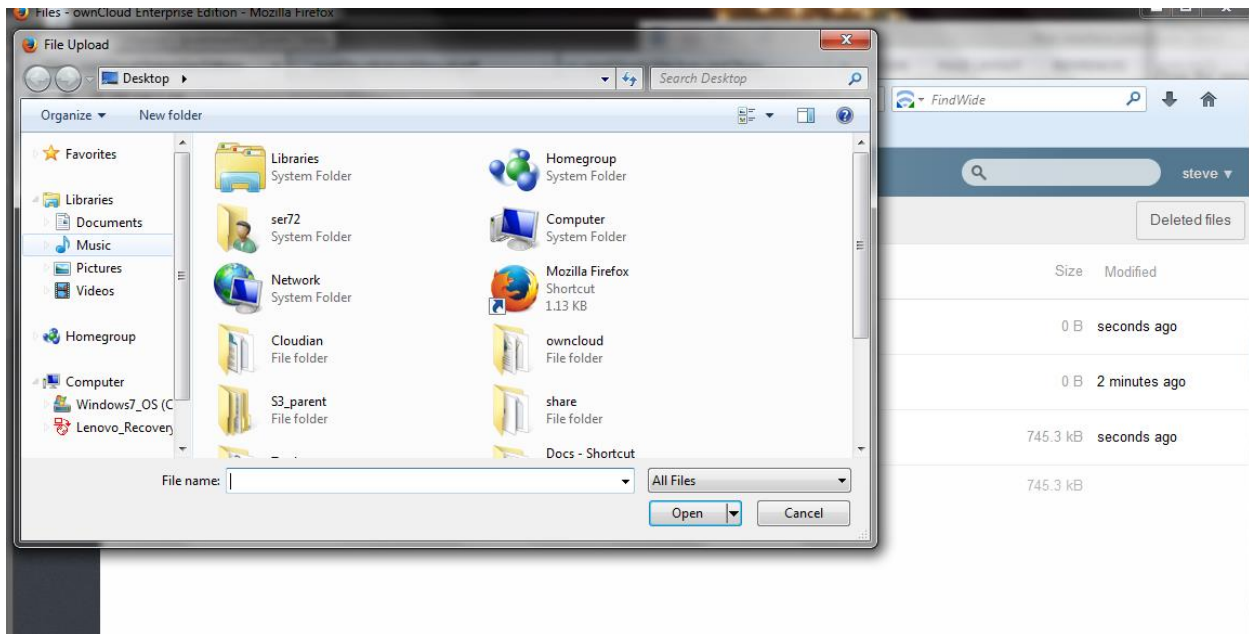 Files - ownCloud Enterprise Edition - Mozilla Firefox
File Upload
Desktop
Search Desktop
Organize
New folder
Favorites
Libraries
Documents
Music
Pictures
Videos
Homegroup
Computer
Windows7_OS (C
Lenovo_Recovery
Libraries
System Folder
Homegroup
System Folder
ser72
System Folder
Computer
System Folder
Network
System Folder
Mozilla Firefox
Shortcut
1.13 KB
Cloudian
File folder
owncloud
File folder
S3_parent
File folder
share
File folder
Docs - Shortcut
File name:
All Files
Open
Cancel
FindWide
steve
Deleted files
Size Modified
0 B seconds ago
0 B 2 minutes ago
745.3 kB seconds ago
745.3 kB